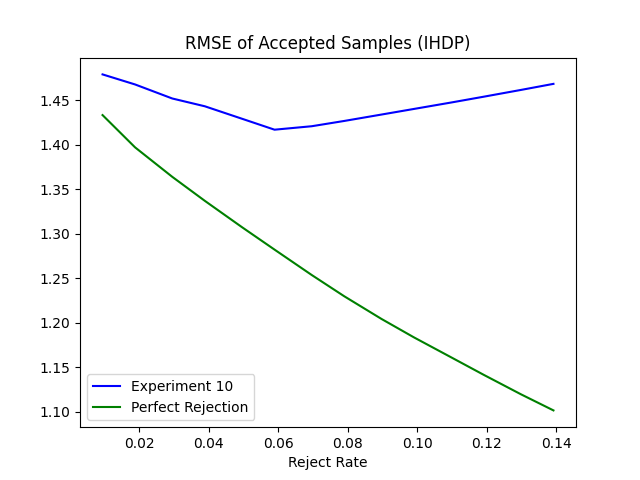 RMSE of Accepted Samples (IHDP)
1.45
1.40
1.35
1.30
1.25
1.20
1.15
1.10
Experiment 10
Perfect Rejection
0.02 0.04 0.06 0.08 0.10 0.12 0.14
Reject Rate